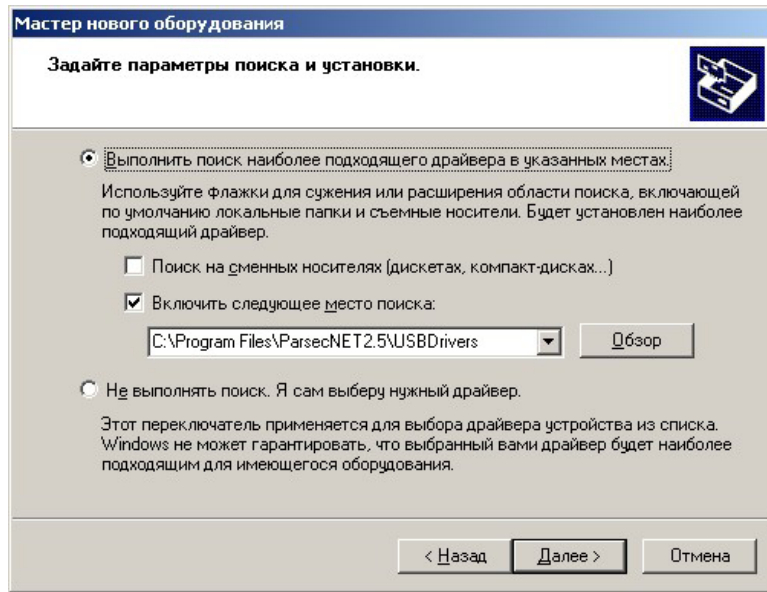 Мастер нового оборудования
Задайте параметры поиска и установки.
Выполнить поиск наиболее подходящего драйвера в указанных местах.
Используйте флажки для сужения или расширения области поиска, включающей
по умолчанию локальные папки и съемные носители. Будет установлен наиболее
подходящий драйвер.
Поиск на сменных носителях (дискетах, компакт-дисках...)
Включить следующее место поиска:
C:\Program Files\ParsecNET2.5\USBDrivers
Обзор
Не выполнять поиск. Я сам выберу нужный драйвер.
Этот переключатель применяется для выбора драйвера устройства из списка.
Windows не может гарантировать, что выбранный вами драйвер будет наиболее
подходящим для имеющегося оборудования.
< Назад Далее > Отмена